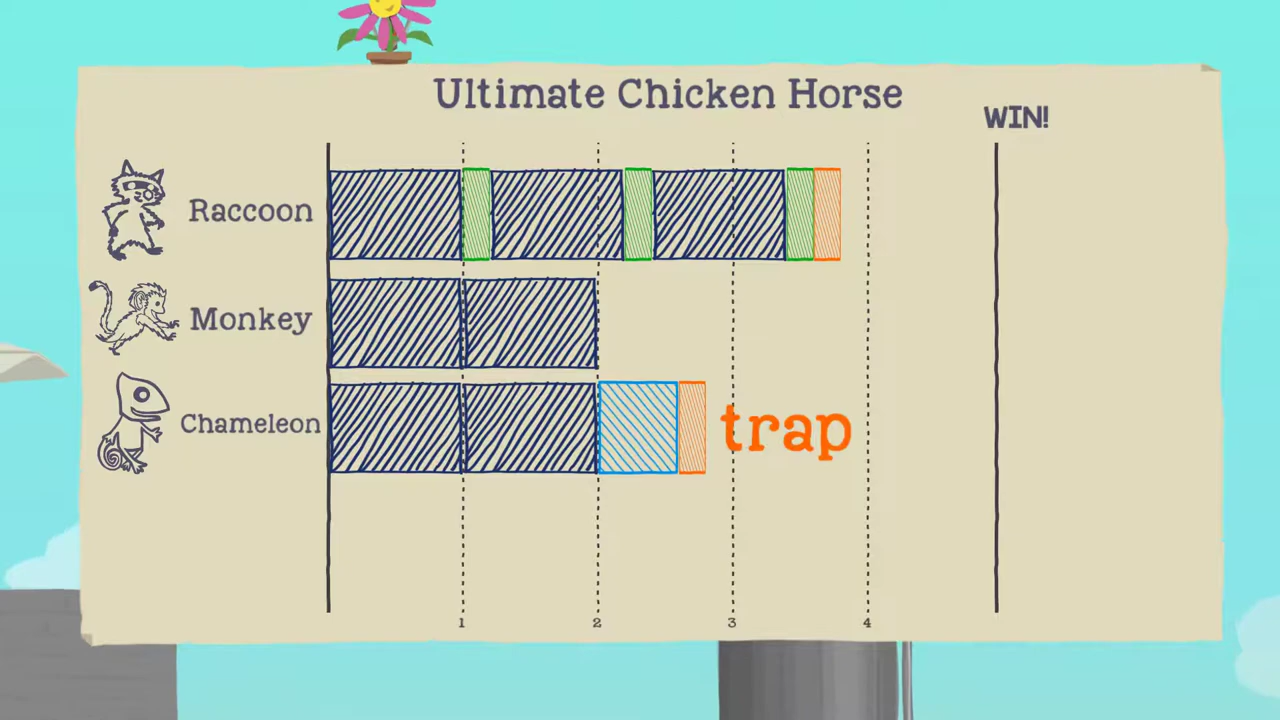 Ultimate Chicken Horse
WIN!
Raccoon
Monkey
Chameleon
trap
1 2 3 4